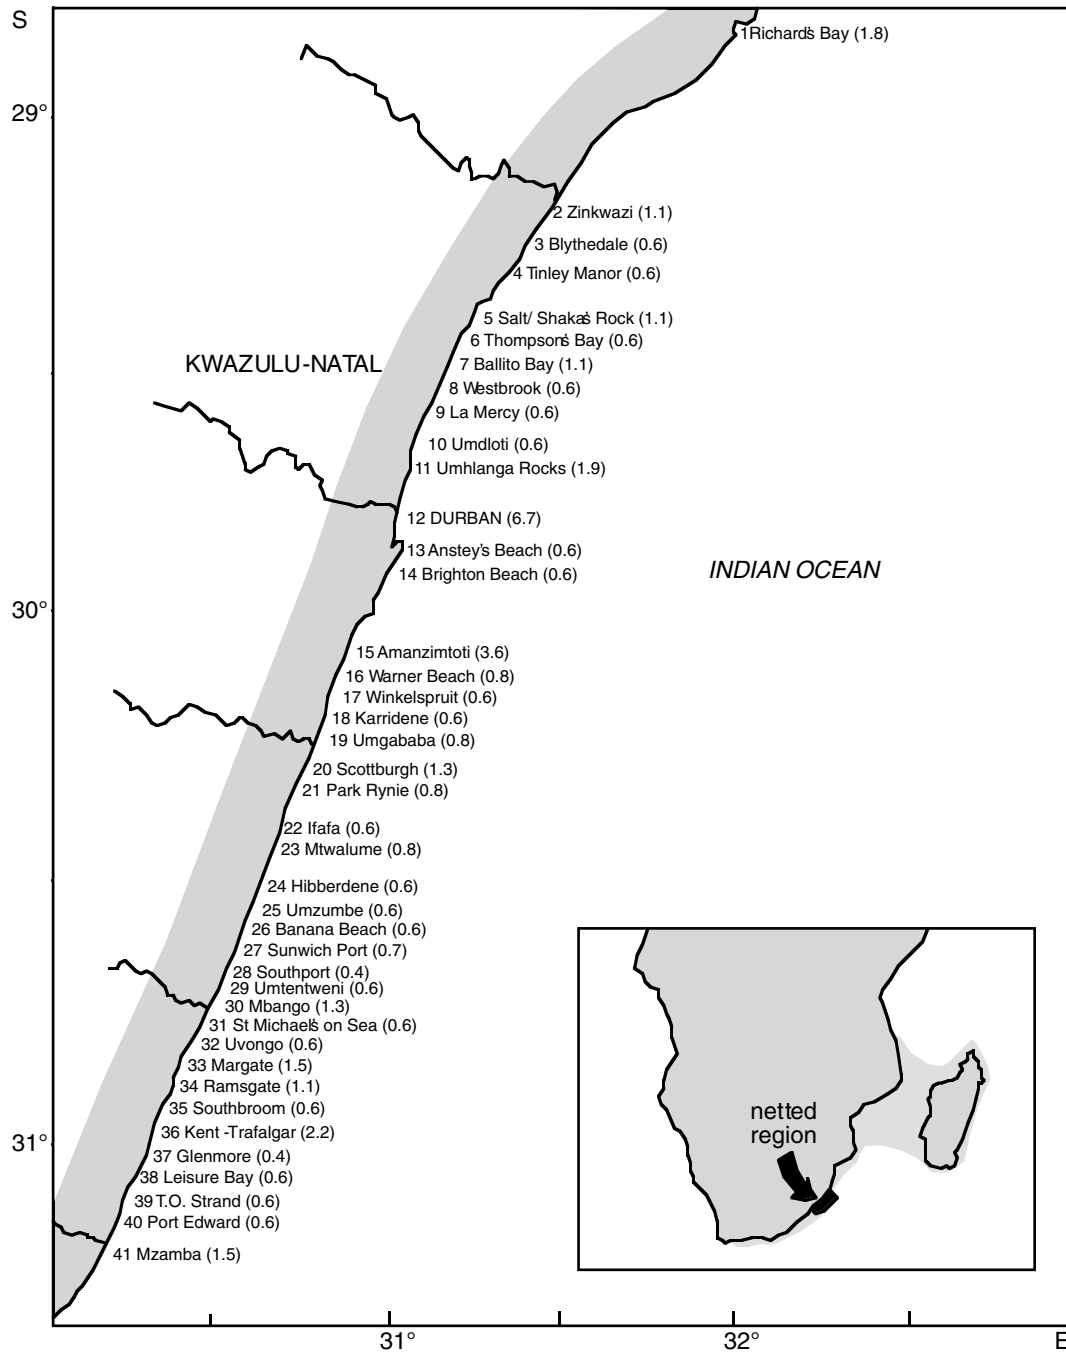 S
1Richard's Bay (1.8)
29°
2 Zinkwazi (1.1)
3 Blythedale (0.6)
4 Tinley Manor (0.6)
5 Salt/ Shaka's Rock (1.1)
6 Thompson's Bay (0.6)
KWAZULU-NATAL
7 Ballito Bay (1.1)
8 Westbrook (0.6)
9 La Mercy (0.6)
10 Umdloti (0.6)
11 Umhlanga Rocks (1.9)
12 DURBAN (6.7)
13 Anstey's Beach (0.6)
INDIAN OCEAN
14 Brighton Beach (0.6)
30°
15 Amanzimtoti (3.6)
16 Warner Beach (0.8)
17 Winkelspruit (0.6)
18 Karridene (0.6)
19 Umgababa (0.8)
20 Scottburgh (1.3)
21 Park Rynie (0.8)
22 Ifafa (0.6)
23 Mtwalume (0.8)
24 Hibberdene (0.6)
25 Umzumbe (0.6)
26 Banana Beach (0.6)
27 Sunwich Port (0.7)
28 Southport (0.4)
29 Umtentweni (0.6)
30 Mbango (1.3)
31 St Michael's on Sea (0.6)
32 Uvongo (0.6)
33 Margate (1.5)
34 Ramsgate (1.1)
35 Southbroom (0.6)
36 Kent -Trafalgar (2.2)
31°
37 Glenmore (0.4)
38 Leisure Bay (0.6)
39 T.O. Strand (0.6)
40 Port Edward (0.6)
41 Mzamba (1.5)
netted
region
31°
32°
E